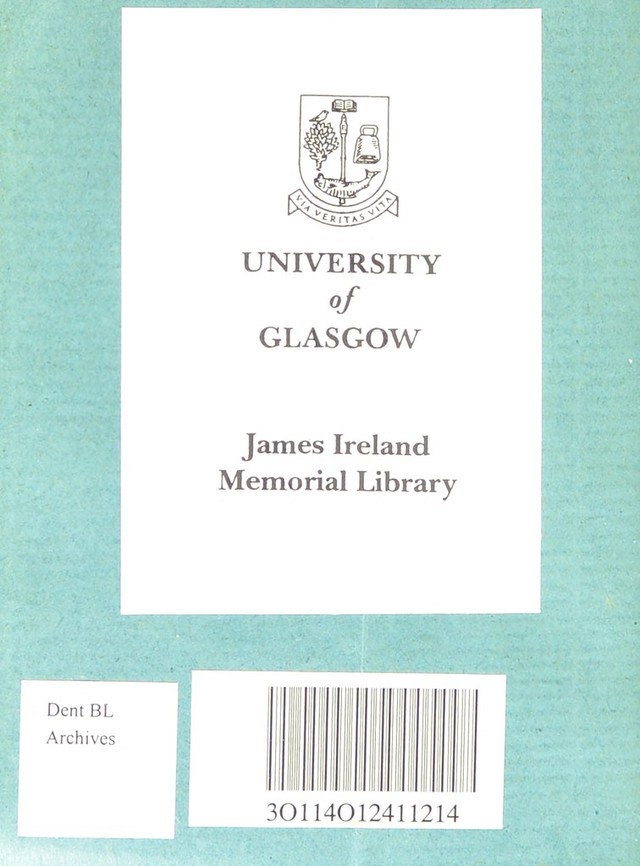 VIA VERITAS VITA
UNIVERSITY
of
GLASGOW
James Ireland
Memorial Library
Dent BL
Archives
30114012411214